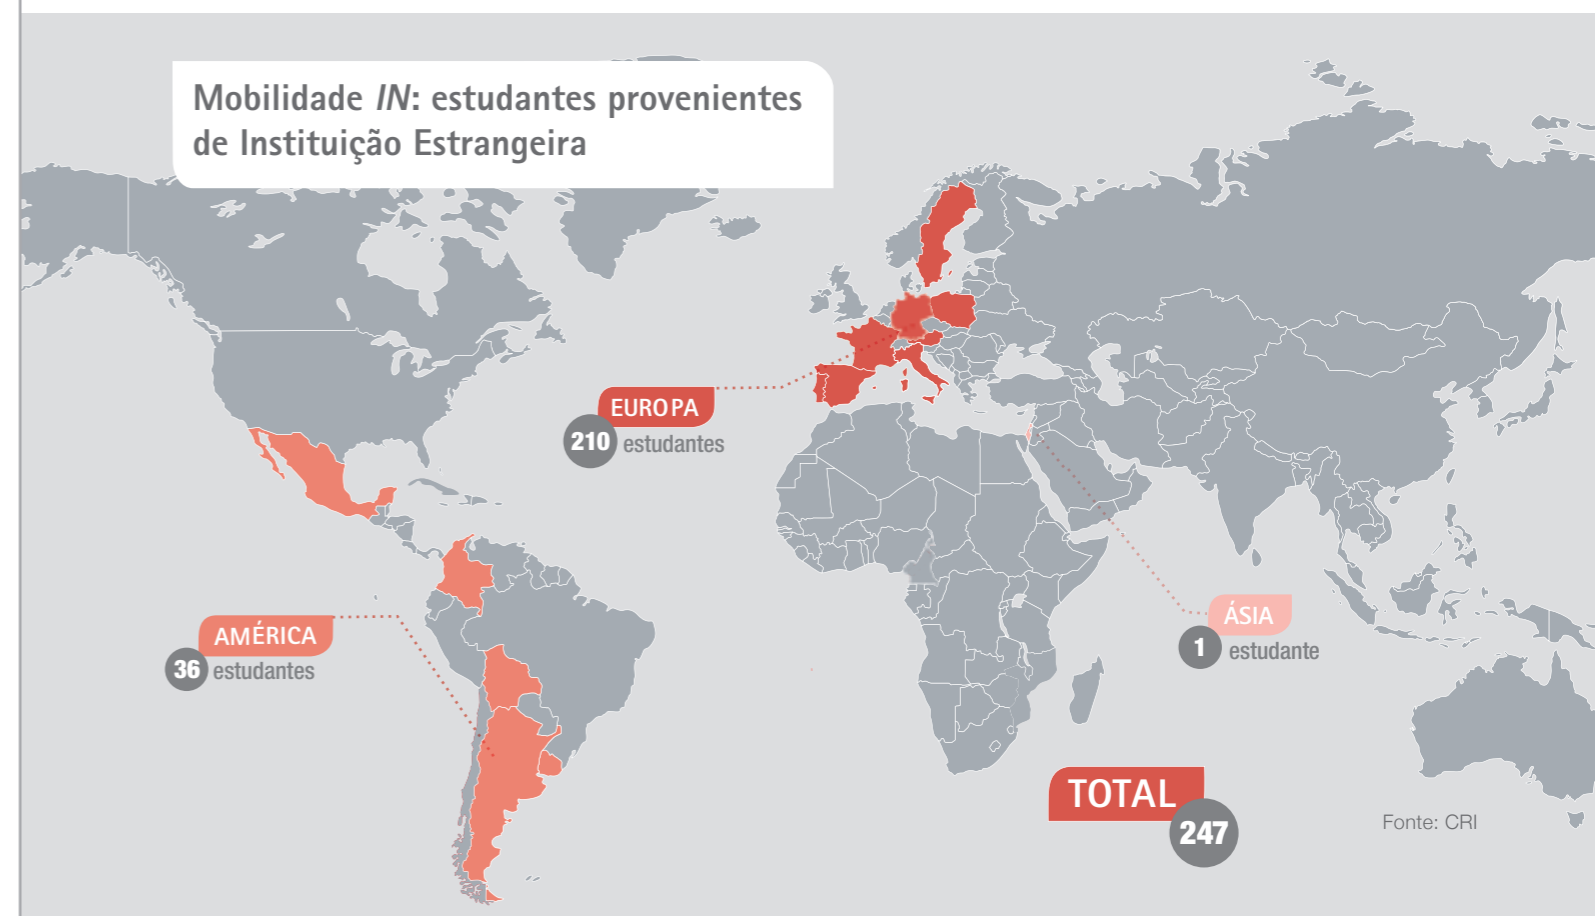 Mobilidade IN: estudantes provenientes
de Instituição Estrangeira
EUROPA
210 estudantes
AMÉRICA
36 estudantes
ÁSIA
1 estudante
TOTAL
247
Fonte: CRI